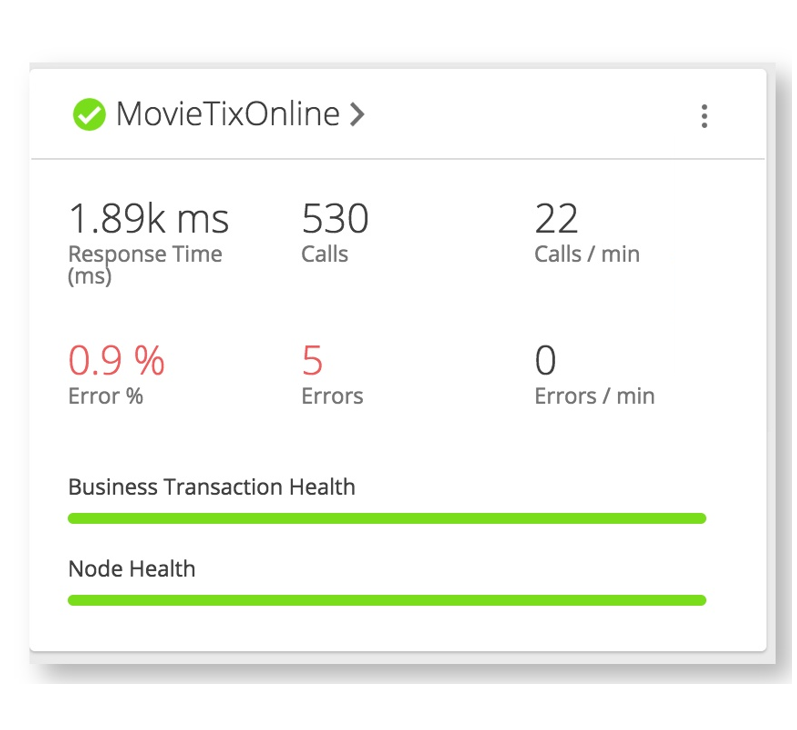 MovieTixOnline
1.89k ms
Response Time
(ms)
530
Calls
22
Calls / min
0.9 %
Error %
5
Errors
0
Errors / min
Business Transaction Health
Node Health